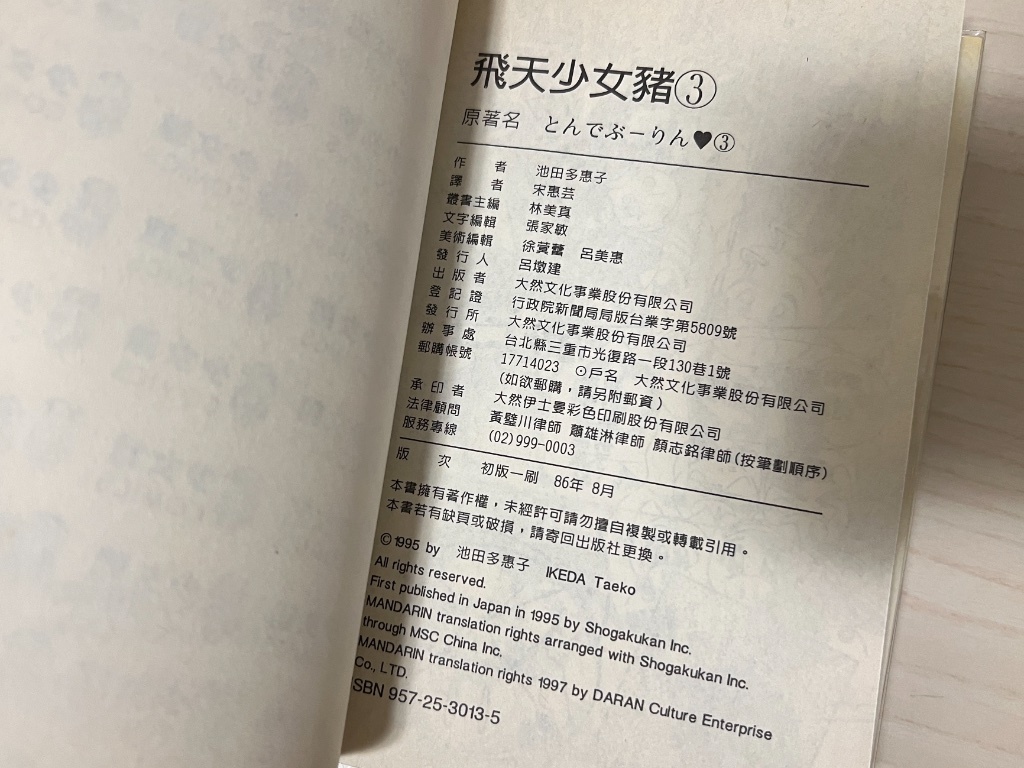 飛天少女豬③
原著名 とんでぶーりん♥③
作者 池田多惠子
譯者 宋惠芸
叢書主編 林美真
文字編輯 張家敏
美術編輯 徐蕡蕾 呂美惠
發行人 呂墩建
出版者 大然文化事業股份有限公司
登記證 行政院新聞局局版台業字第5809號
發行所 大然文化事業股份有限公司
辦事處 台北縣三重市光復路一段130巷1號
郵購帳號 17714023 ⊙戶名 大然文化事業股份有限公司
(如欲郵購，請另附郵資)
承印者 大然伊士曼彩色印刷股份有限公司
法律顧問 黃璧川律師 蕭雄淋律師 顏志銘律師(按筆劃順序)
服務專線 (02)999-0003
版次 初版一刷 86年 8月
本書擁有著作權，未經許可請勿擅自複製或轉載引用。
本書若有缺頁或破損，請寄回出版社更換。
©1995 by 池田多恵子 IKEDA Taeko
All rights reserved.
First published in Japan in 1995 by Shogakukan Inc.
MANDARIN translation rights arranged with Shogakukan Inc.
through MSC China Inc.
MANDARIN translation rights 1997 by DARAN Culture Enterprise
Co., LTD.
SBN 957-25-3013-5